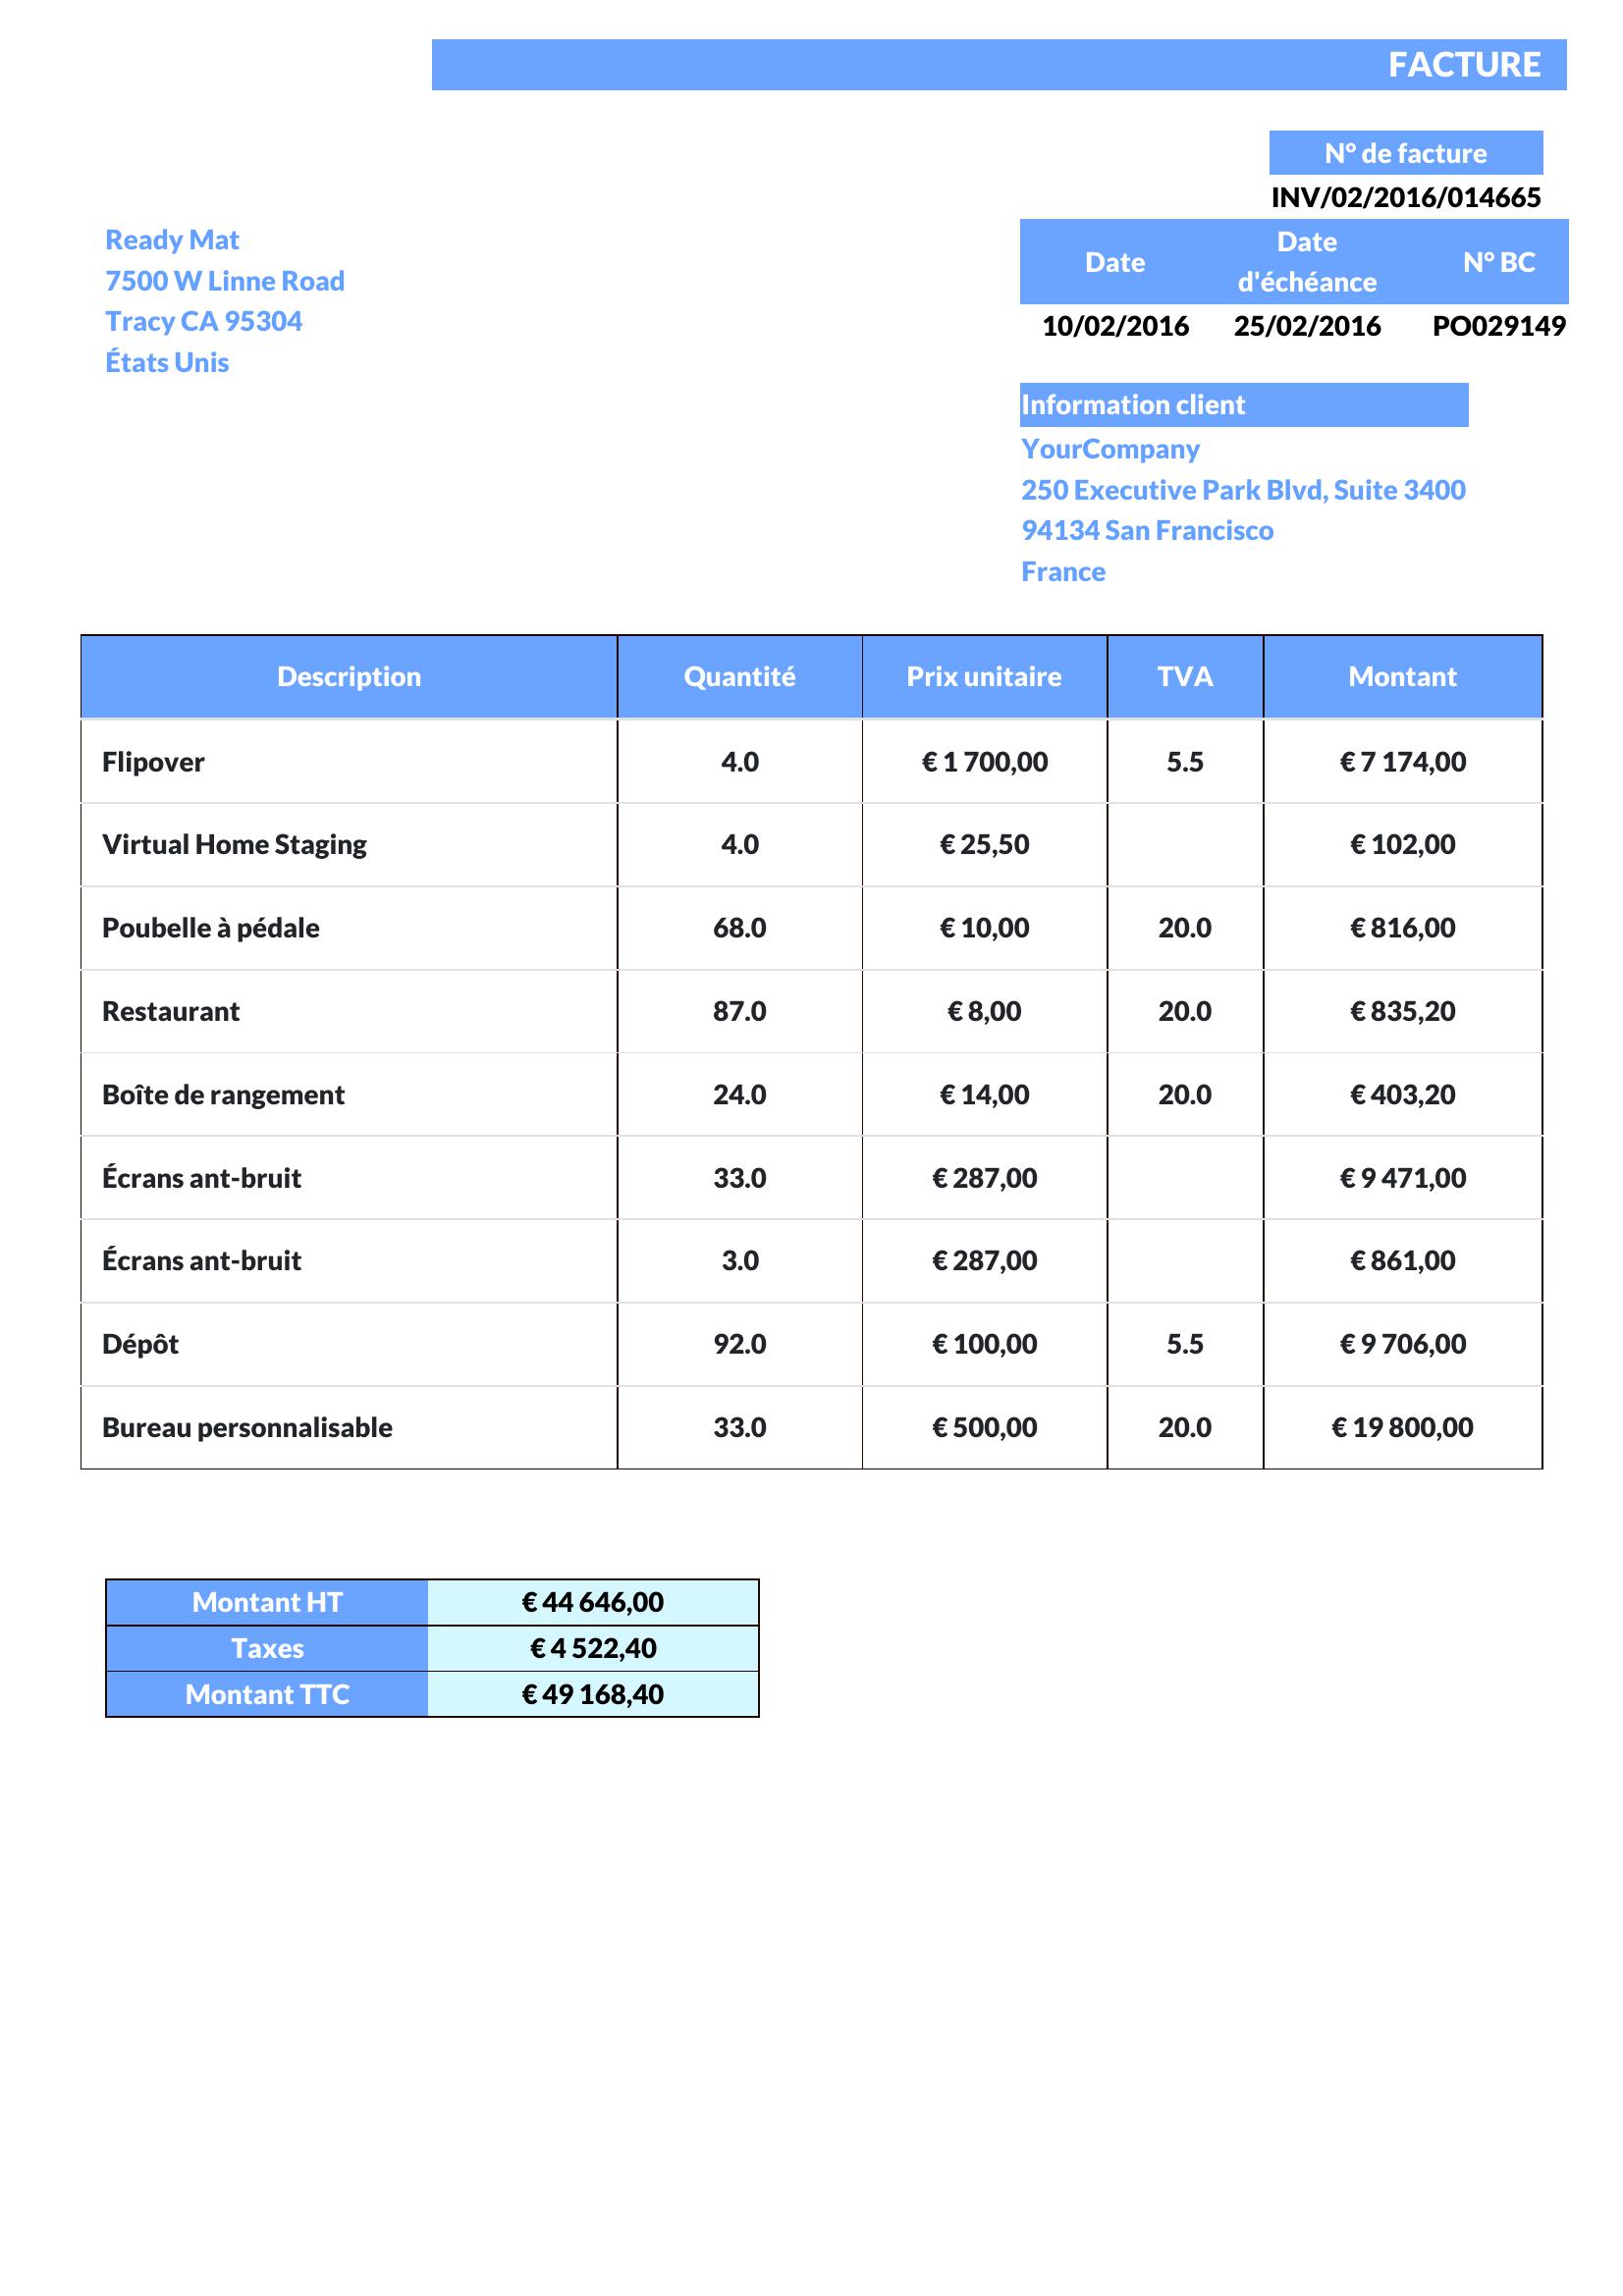 FACTURE
N° de facture
INV/02/2016/014665
Ready Mat
7500 W Linne Road
Tracy CA 95304
États Unis
Date Date d'échéance N° BC
10/02/2016 25/02/2016 PO029149
Information client
YourCompany
250 Executive Park Blvd, Suite 3400
94134 San Francisco
France
Description Quantité Prix unitaire TVA Montant
Flipover 4.0 € 1 700,00 5.5 € 7 174,00
Virtual Home Staging 4.0 € 25,50 € 102,00
Poubelle à pédale 68.0 € 10,00 20.0 € 816,00
Restaurant 87.0 € 8,00 20.0 € 835,20
Boîte de rangement 24.0 € 14,00 20.0 € 403,20
Écrans ant-bruit 33.0 € 287,00 € 9 471,00
Écrans ant-bruit 3.0 € 287,00 € 861,00
Dépôt 92.0 € 100,00 5.5 € 9 706,00
Bureau personnalisable 33.0 € 500,00 20.0 € 19 800,00
Montant HT € 44 646,00
Taxes € 4 522,40
Montant TTC € 49 168,40